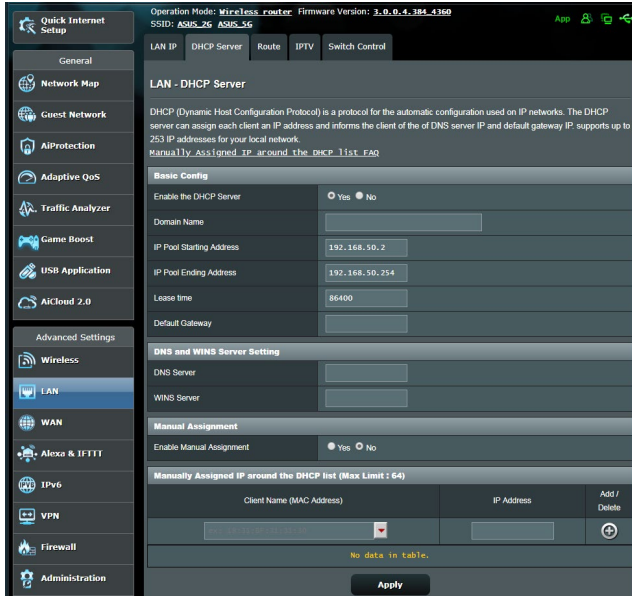 Quick Internet
Setup
Operation Mode: Wireless router Firmware Version: 3.0.0.4.384_4360
SSID: ASUS_2G ASUS_5G
App
LAN IP DHCP Server Route IPTV Switch Control
General
Network Map
Guest Network
AiProtection
Adaptive QoS
Traffic Analyzer
Game Boost
USB Application
AiCloud 2.0
Advanced Settings
Wireless
LAN
WAN
Alexa & IFTTT
IPv6
VPN
Firewall
Administration
LAN - DHCP Server
DHCP (Dynamic Host Configuration Protocol) is a protocol for the automatic configuration used on IP networks. The DHCP
server can assign each client an IP address and informs the client of the of DNS server IP and default gateway IP. supports up to
253 IP addresses for your local network.
Manually Assigned IP around the DHCP list FAQ
Basic Config
Enable the DHCP Server Yes No
Domain Name
IP Pool Starting Address 192.168.50.2
IP Pool Ending Address 192.168.50.254
Lease time 86400
Default Gateway
DNS and WINS Server Setting
DNS Server
WINS Server
Manual Assignment
Enable Manual Assignment Yes No
Manually Assigned IP around the DHCP list (Max Limit : 64)
Client Name (MAC Address) IP Address Add /
Delete
No data in table.
Apply